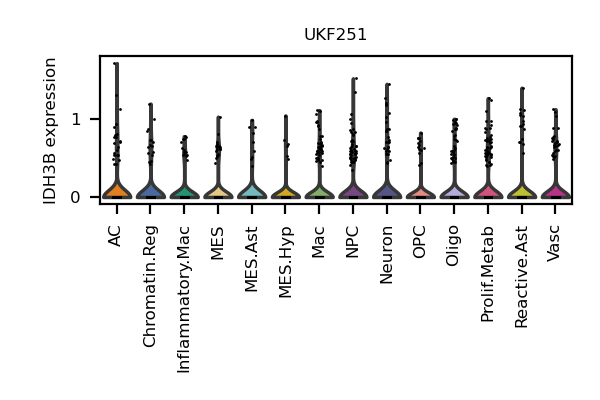 UKF251
IDH3B expression
1
0
AC
Chromatin.Reg
Inflammatory.Mac
MES
MES.Ast
MES.Hyp
Mac
NPC
Neuron
OPC
Oligo
Prolif.Metab
Reactive.Ast
Vasc